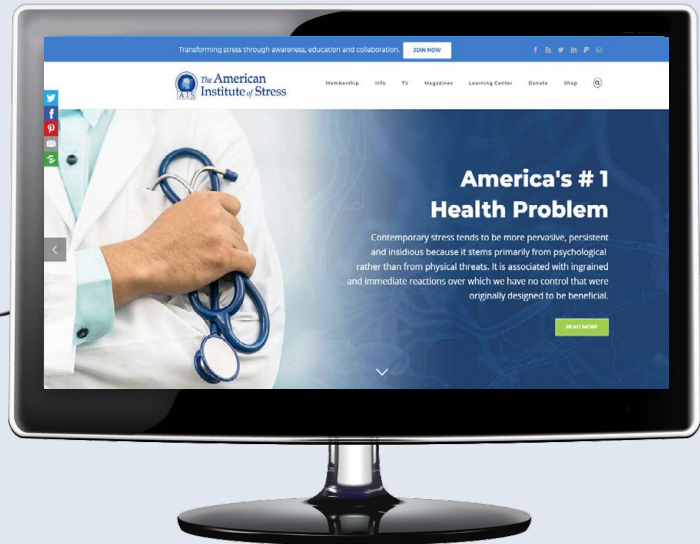 Transforming stress through awareness, education and collaboration. JOIN NOW
The American
Institute of Stress
A I S
Membership Info TV Magazines Learning Center Donate Shop
America's # 1
Health Problem
Contemporary stress tends to be more pervasive, persistent
and insidious because it stems primarily from psychological
rather than from physical threats. It is associated with ingrained
and immediate reactions over which we have no control that were
originally designed to be beneficial.
READ MORE